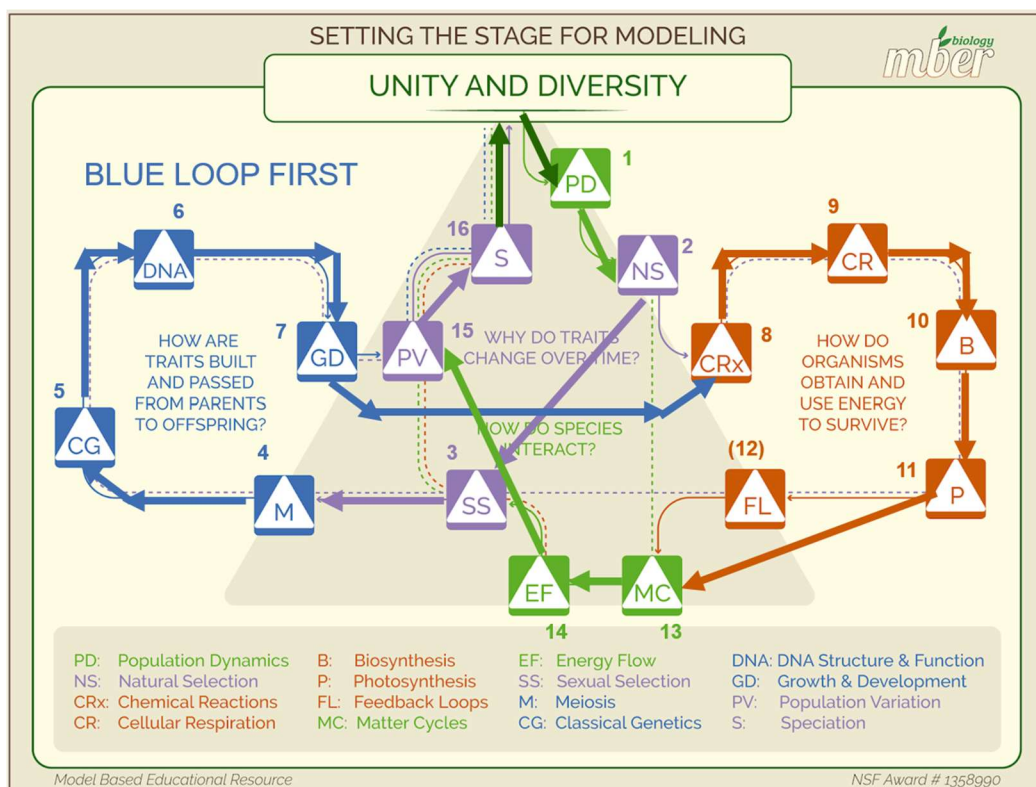 SETTING THE STAGE FOR MODELING
biology
mber
UNITY AND DIVERSITY
BLUE LOOP FIRST
1
PD
6
DNA
16
S
2
NS
9
CR
7
GD
15
PV
8
CRx
10
B
HOW ARE
TRAITS BUILT
AND PASSED
FROM PARENTS
TO OFFSPRING?
WHY DO TRAITS
CHANGE OVER TIME?
HOW DO
ORGANISMS
OBTAIN AND
USE ENERGY
TO SURVIVE?
HOW DO SPECIES
INTERACT?
5
CG
4
M
3
SS
(12)
FL
11
P
EF
14
MC
13
PD: Population Dynamics
NS: Natural Selection
CRx: Chemical Reactions
CR: Cellular Respiration
B: Biosynthesis
P: Photosynthesis
FL: Feedback Loops
MC: Matter Cycles
EF: Energy Flow
SS: Sexual Selection
M: Meiosis
CG: Classical Genetics
DNA: DNA Structure & Function
GD: Growth & Development
PV: Population Variation
S: Speciation
Model Based Educational Resource
NSF Award # 1358990